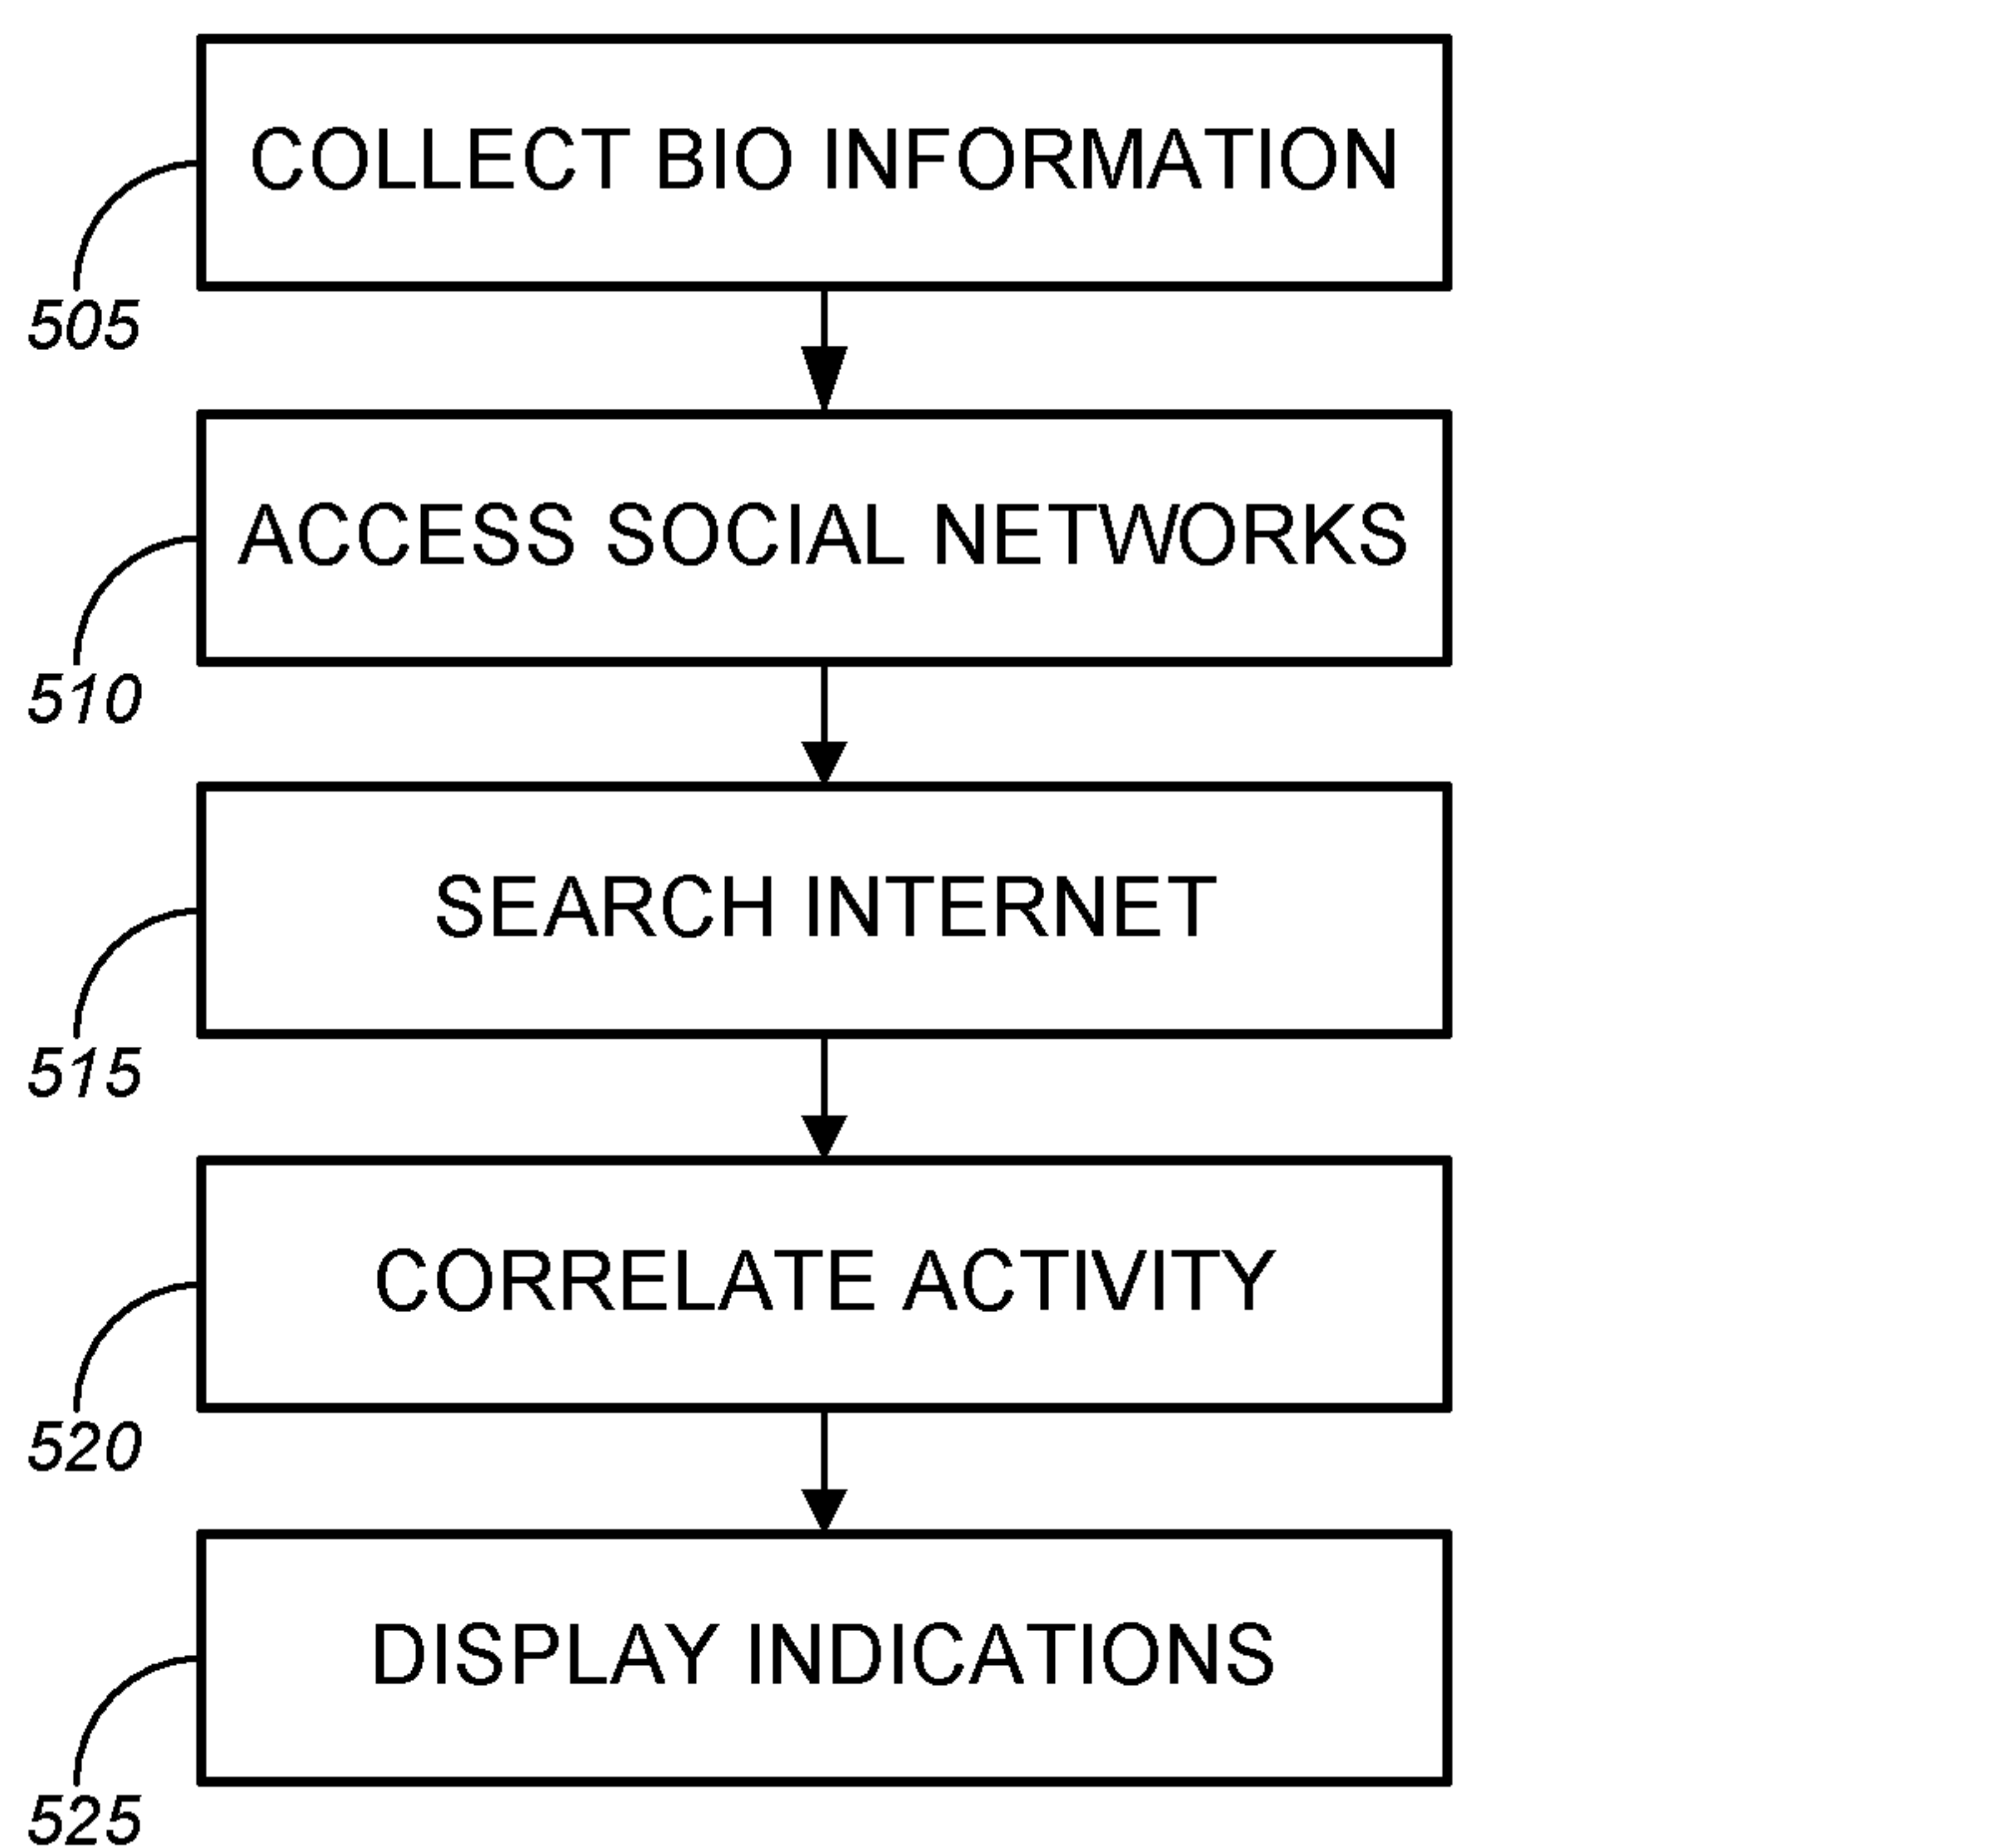 COLLECT BIO INFORMATION
505
ACCESS SOCIAL NETWORKS
510
SEARCH INTERNET
515
CORRELATE ACTIVITY
520
DISPLAY INDICATIONS
525